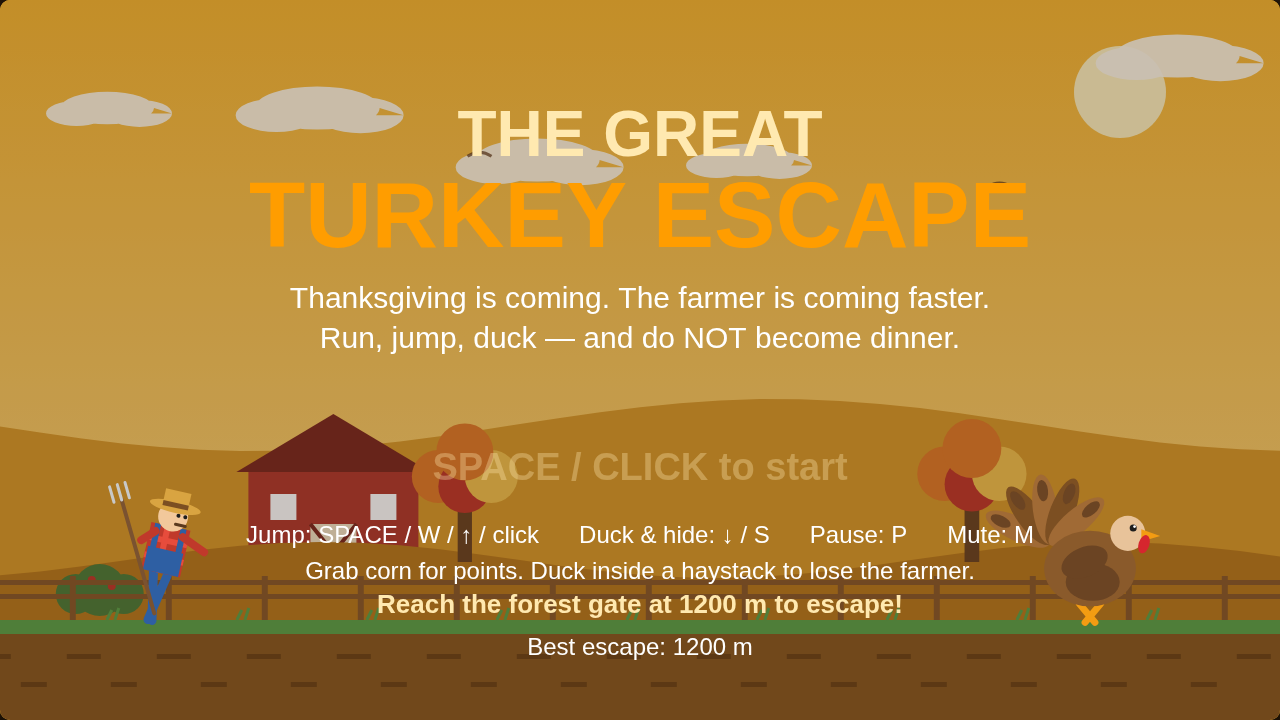 THE GREAT
TURKEY ESCAPE
Thanksgiving is coming. The farmer is coming faster.
Run, jump, duck — and do NOT become dinner.
SPACE / CLICK to start
Jump: SPACE / W / ↑ / click Duck & hide: ↓ / S Pause: P Mute: M
Grab corn for points. Duck inside a haystack to lose the farmer.
Reach the forest gate at 1200 m to escape!
Best escape: 1200 m